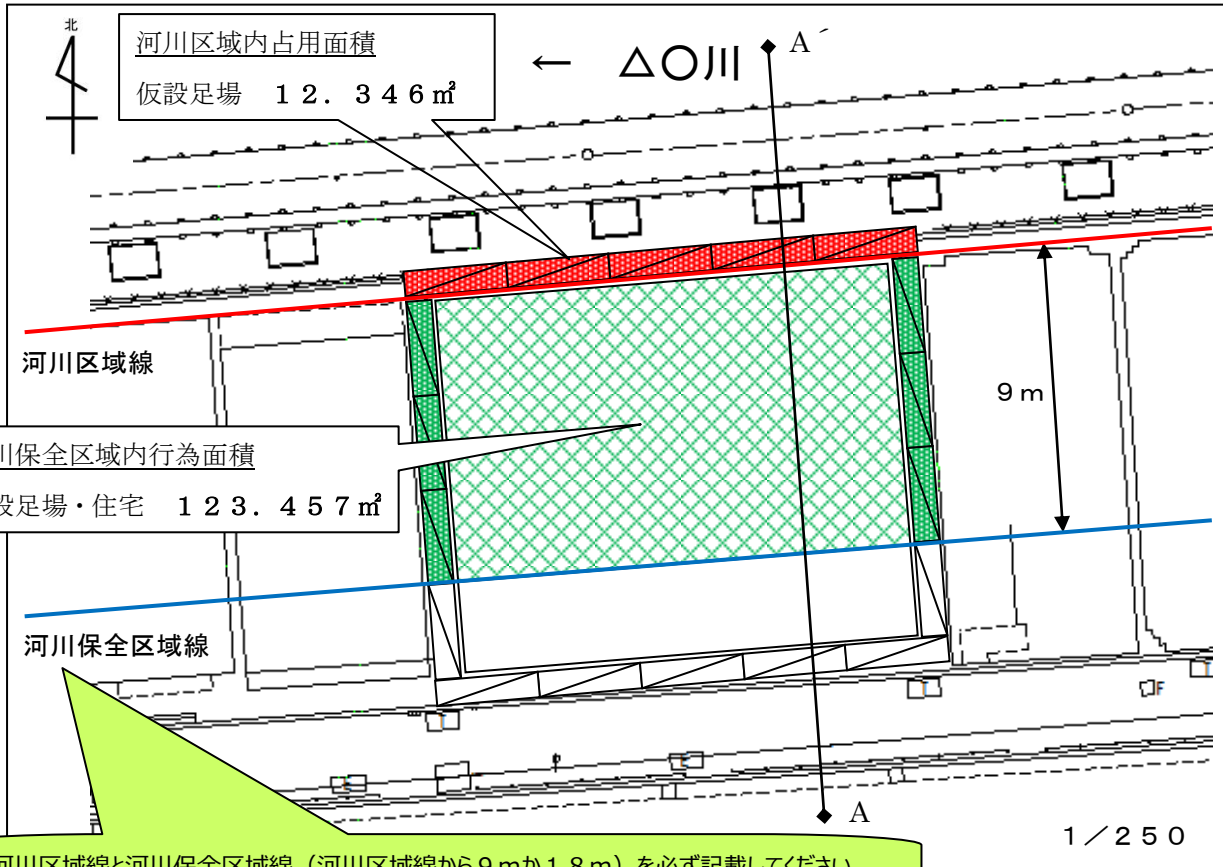 北
河川区域内占用面積
仮設足場 １２．３４６㎡
← △〇川
A´
河川区域線
９ｍ
川保全区域内行為面積
設足場・住宅 １２３．４５７㎡
河川保全区域線
A
１／２５０
河川区域線と河川保全区域線（河川区域線から９ｍか１８ｍ）を必ず記載してください